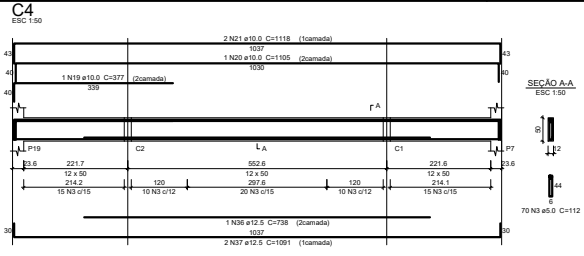 C4
ESC 1:50
2 N21 ø10.0 C=1118 (1camada)
43
1037
43
1 N20 ø10.0 C=1105 (2camada)
40
1030
40
1 N19 ø10.0 C=377 (2camada)
40
339
SEÇÃO A-A
ESC 1:50
A
50
12
P19
C2
A
C1
P7
23.6
221.7
552.6
221.6
23.6
12 x 50
12 x 50
12 x 50
214.2
120
297.6
120
214.1
15 N3 c/15
10 N3 c/12
20 N3 c/15
10 N3 c/12
15 N3 c/15
44
6
70 N3 ø5.0 C=112
1 N36 ø12.5 C=738 (2camada)
30
1037
30
2 N37 ø12.5 C=1091 (1camada)